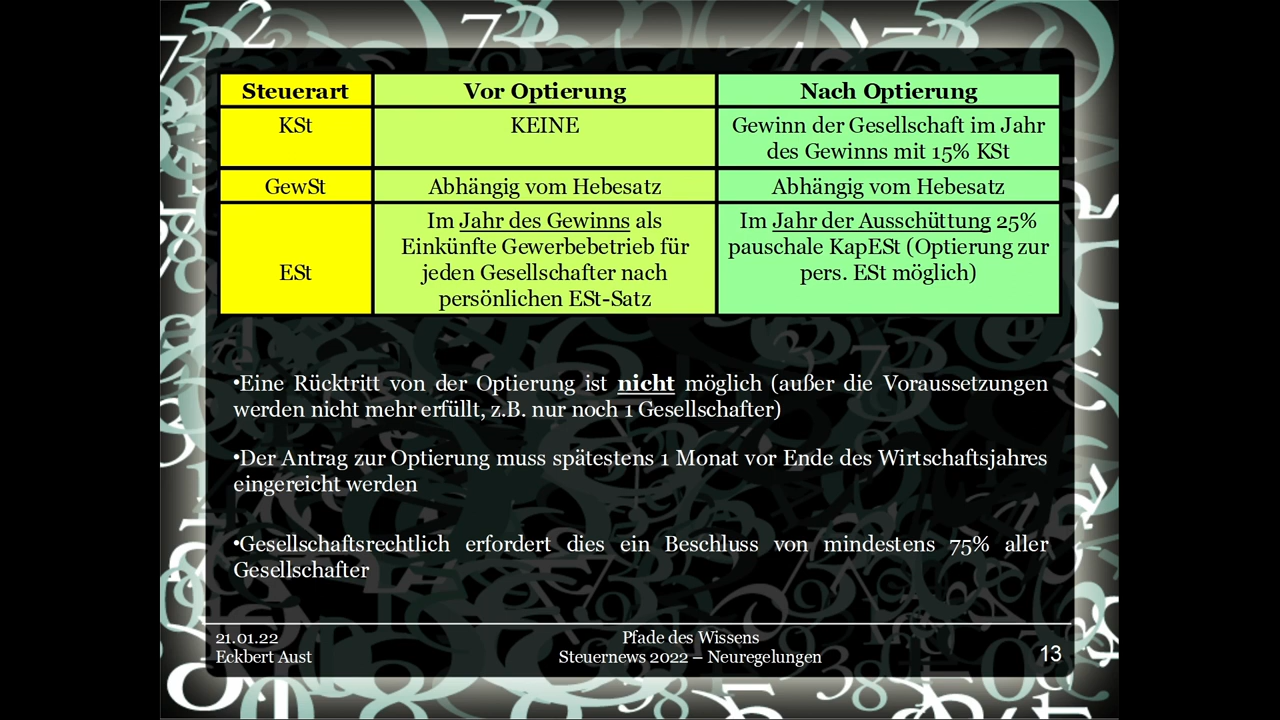 Steuerart Vor Optierung Nach Optierung
KSt KEINE Gewinn der Gesellschaft im Jahr
des Gewinns mit 15% KSt
GewSt Abhängig vom Hebesatz Abhängig vom Hebesatz
ESt
Im Jahr des Gewinns als
Einkünfte Gewerbebetrieb für
jeden Gesellschafter nach
persönlichen ESt-Satz
Im Jahr der Ausschüttung 25%
pauschale KapESt (Optierung zur
pers. ESt möglich)
•Eine Rücktritt von der Optierung ist nicht möglich (außer die Voraussetzungen
werden nicht mehr erfüllt, z.B. nur noch 1 Gesellschafter)
•Der Antrag zur Optierung muss spätestens 1 Monat vor Ende des Wirtschaftsjahres
eingereicht werden
•Gesellschaftsrechtlich erfordert dies ein Beschluss von mindestens 75% aller
Gesellschafter
21.01.22
Eckbert Aust
Pfade des Wissens
Steuernews 2022 – Neuregelungen
13